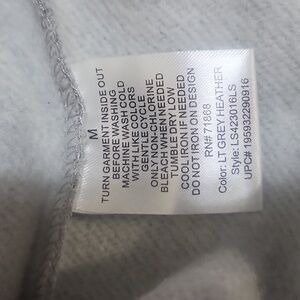 M
TURN GARMENT INSIDE OUT
BEFORE WASHING
MACHINE WASH COLD
WITH LIKE COLORS
GENTLE CYCLE
ONLY NON-CHLORINE
BLEACH WHEN NEEDED
TUMBLE DRY LOW
COOL IRON IF NEEDED
DO NOT IRON ON DESIGN
RN# 71868
Color: LT GREY HEATHER
Style: LS423016LS
UPC# 195932290916